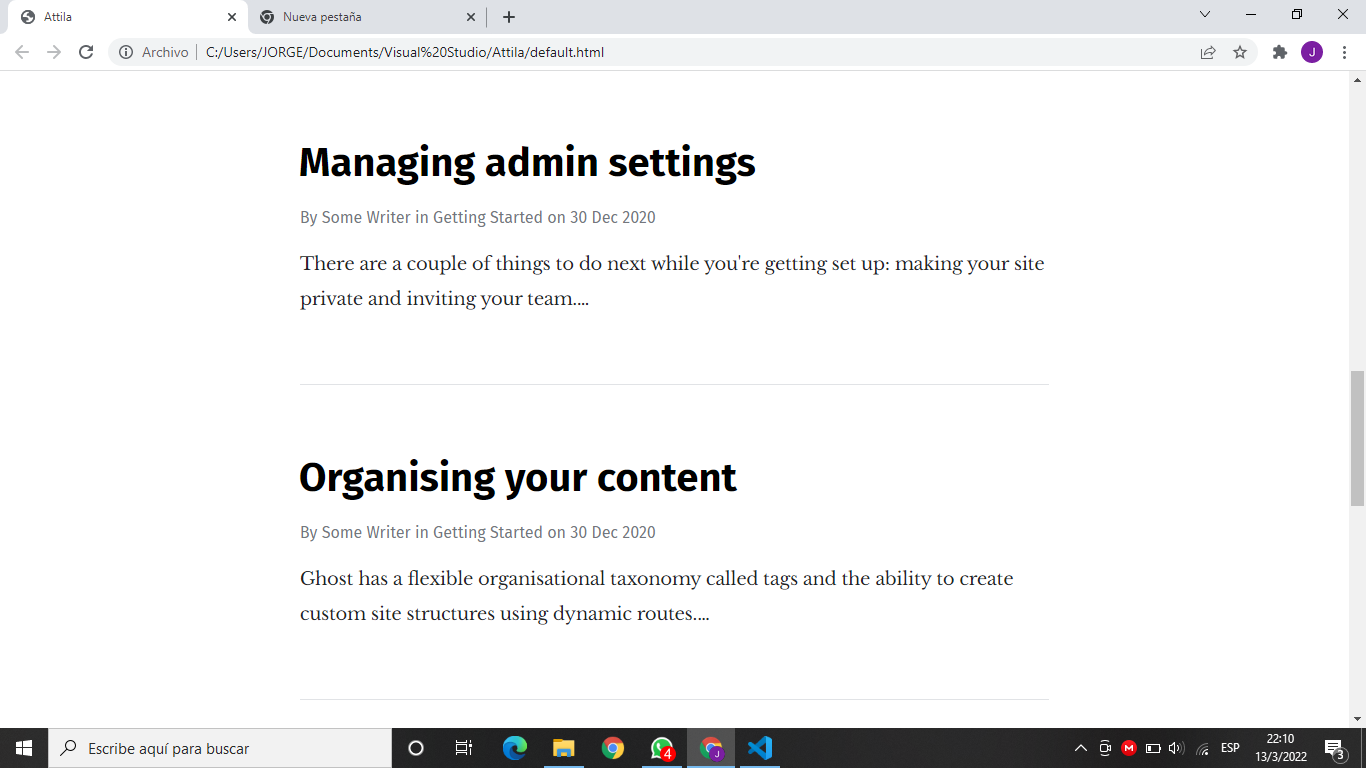 Attila
Nueva pestaña
Archivo
C:/Users/JORGE/Documents/Visual%20Studio/Attila/default.html
J
Managing admin settings
By Some Writer in Getting Started on 30 Dec 2020
There are a couple of things to do next while you're getting set up: making your site
private and inviting your team.…
Organising your content
By Some Writer in Getting Started on 30 Dec 2020
Ghost has a flexible organisational taxonomy called tags and the ability to create
custom site structures using dynamic routes.…
Escribe aquí para buscar
4
J
M
ESP
22:10
13/3/2022
3